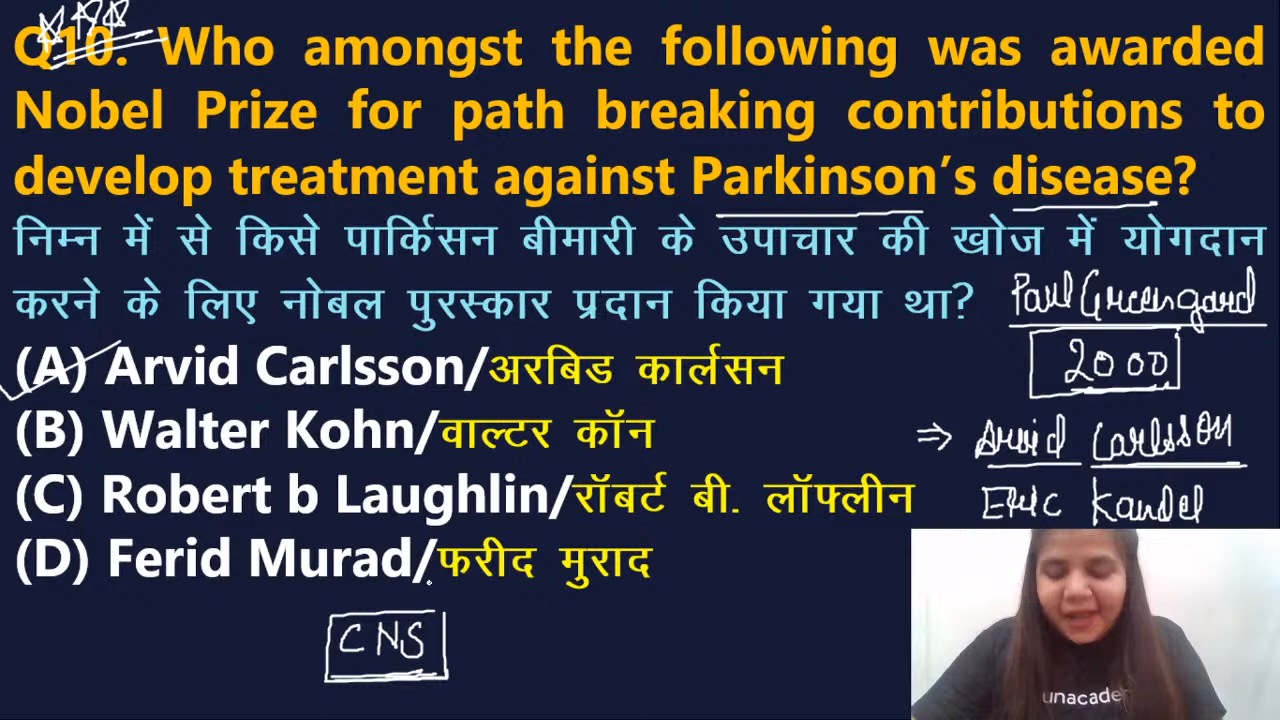 Q10. Who amongst the following was awarded
Nobel Prize for path breaking contributions to
develop treatment against Parkinson's disease?
निम्न में से किसे पार्किसन बीमारी के उपाचार की खोज में योगदान
करने के लिए नोबल पुरस्कार प्रदान किया गया था?
Paul Greengard
2000
(A) Arvid Carlsson/अरबिड कार्लसन
(B) Walter Kohn/वाल्टर कॉन
⇒ Arvid Carlsson
(C) Robert b Laughlin/रॉबर्ट बी. लॉफ्लीन
Eric Kandel
(D) Ferid Murad/फरीद मुराद
CNS
unacade